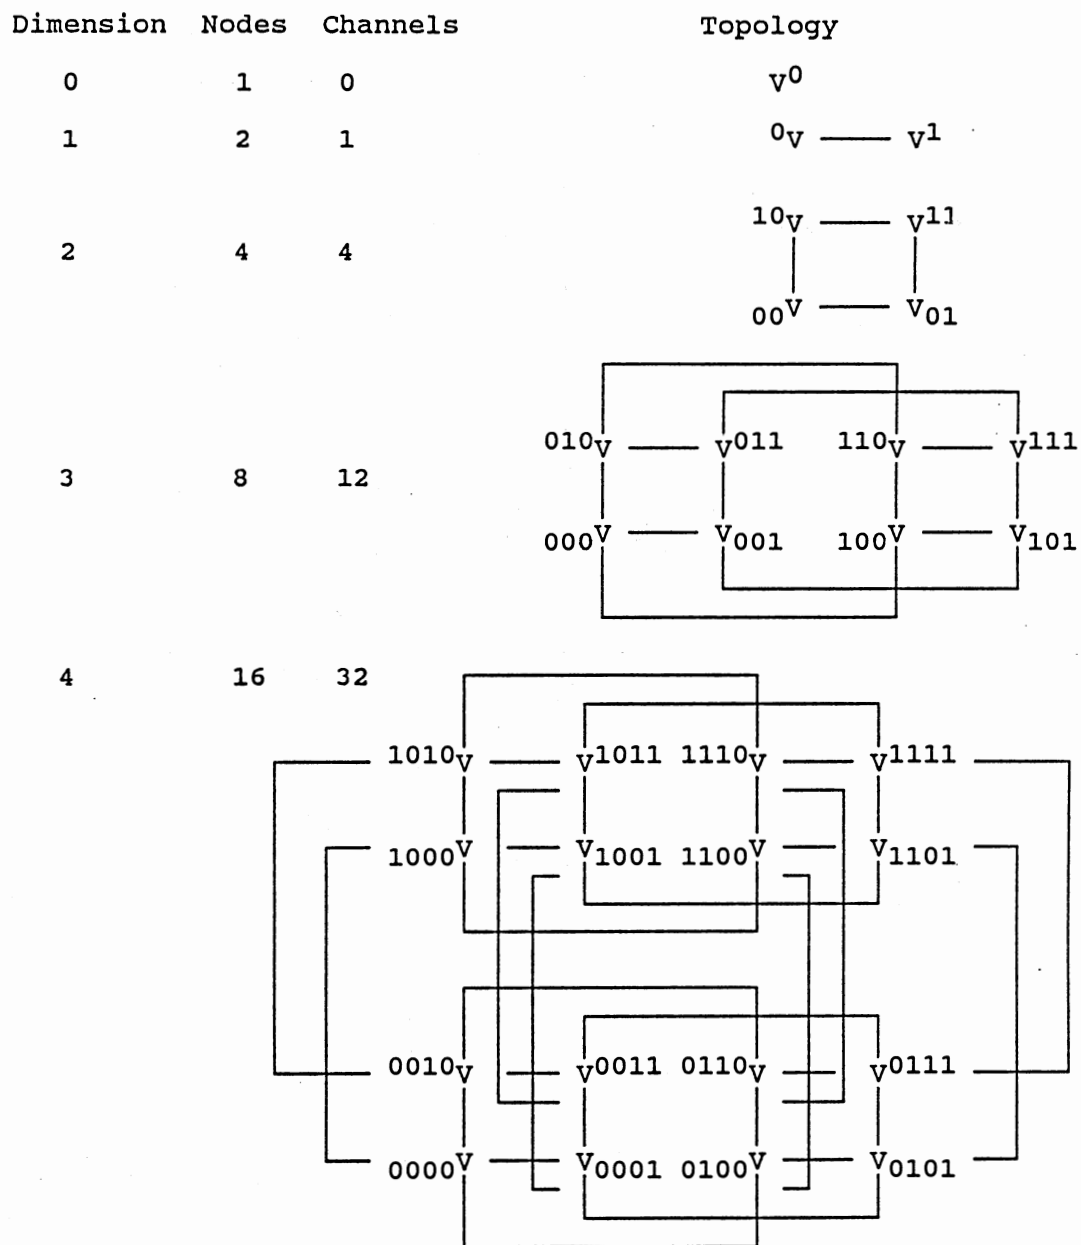 Dimension Nodes Channels Topology
0 1 0 V0
1 2 1 0V V1
10V V11
2 4 4
00V V01
010V V011 110V V111
3 8 12
000V V001 100V V101
4 16 32
1010V V1011 1110V V1111
1000V V1001 1100V V1101
0010V V0011 0110V V0111
0000V V0001 0100V V0101